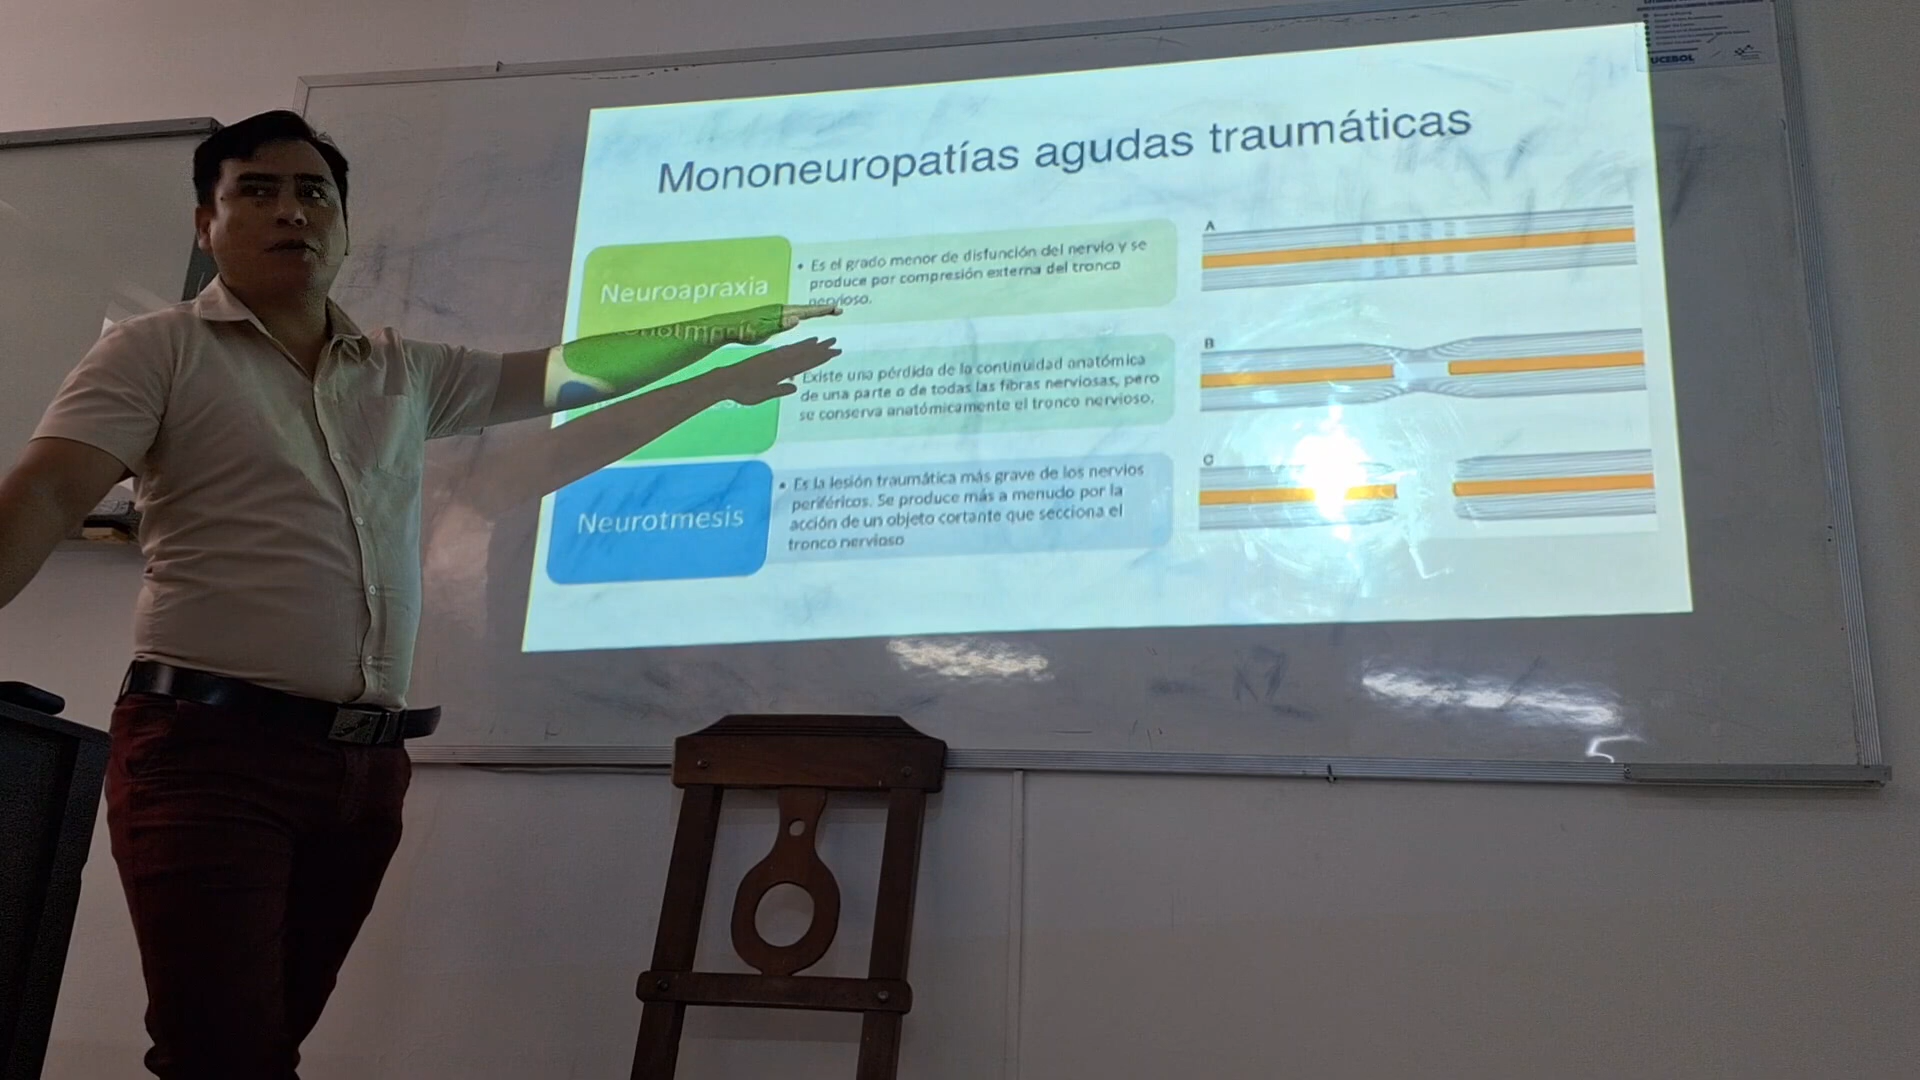 UCEBOL
Mononeuropatías agudas traumáticas
Neuroapraxia
• Es el grado menor de disfunción del nervio y se
produce por compresión externa del tronco
nervioso.
Existe una pérdida de la continuidad anatómica
de una parte o de todas las fibras nerviosas, pero
se conserva anatómicamente el tronco nervioso.
Neurotmesis
• Es la lesión traumática más grave de los nervios
periféricos. Se produce más a menudo por la
acción de un objeto cortante que secciona el
tronco nervioso
A
B
C